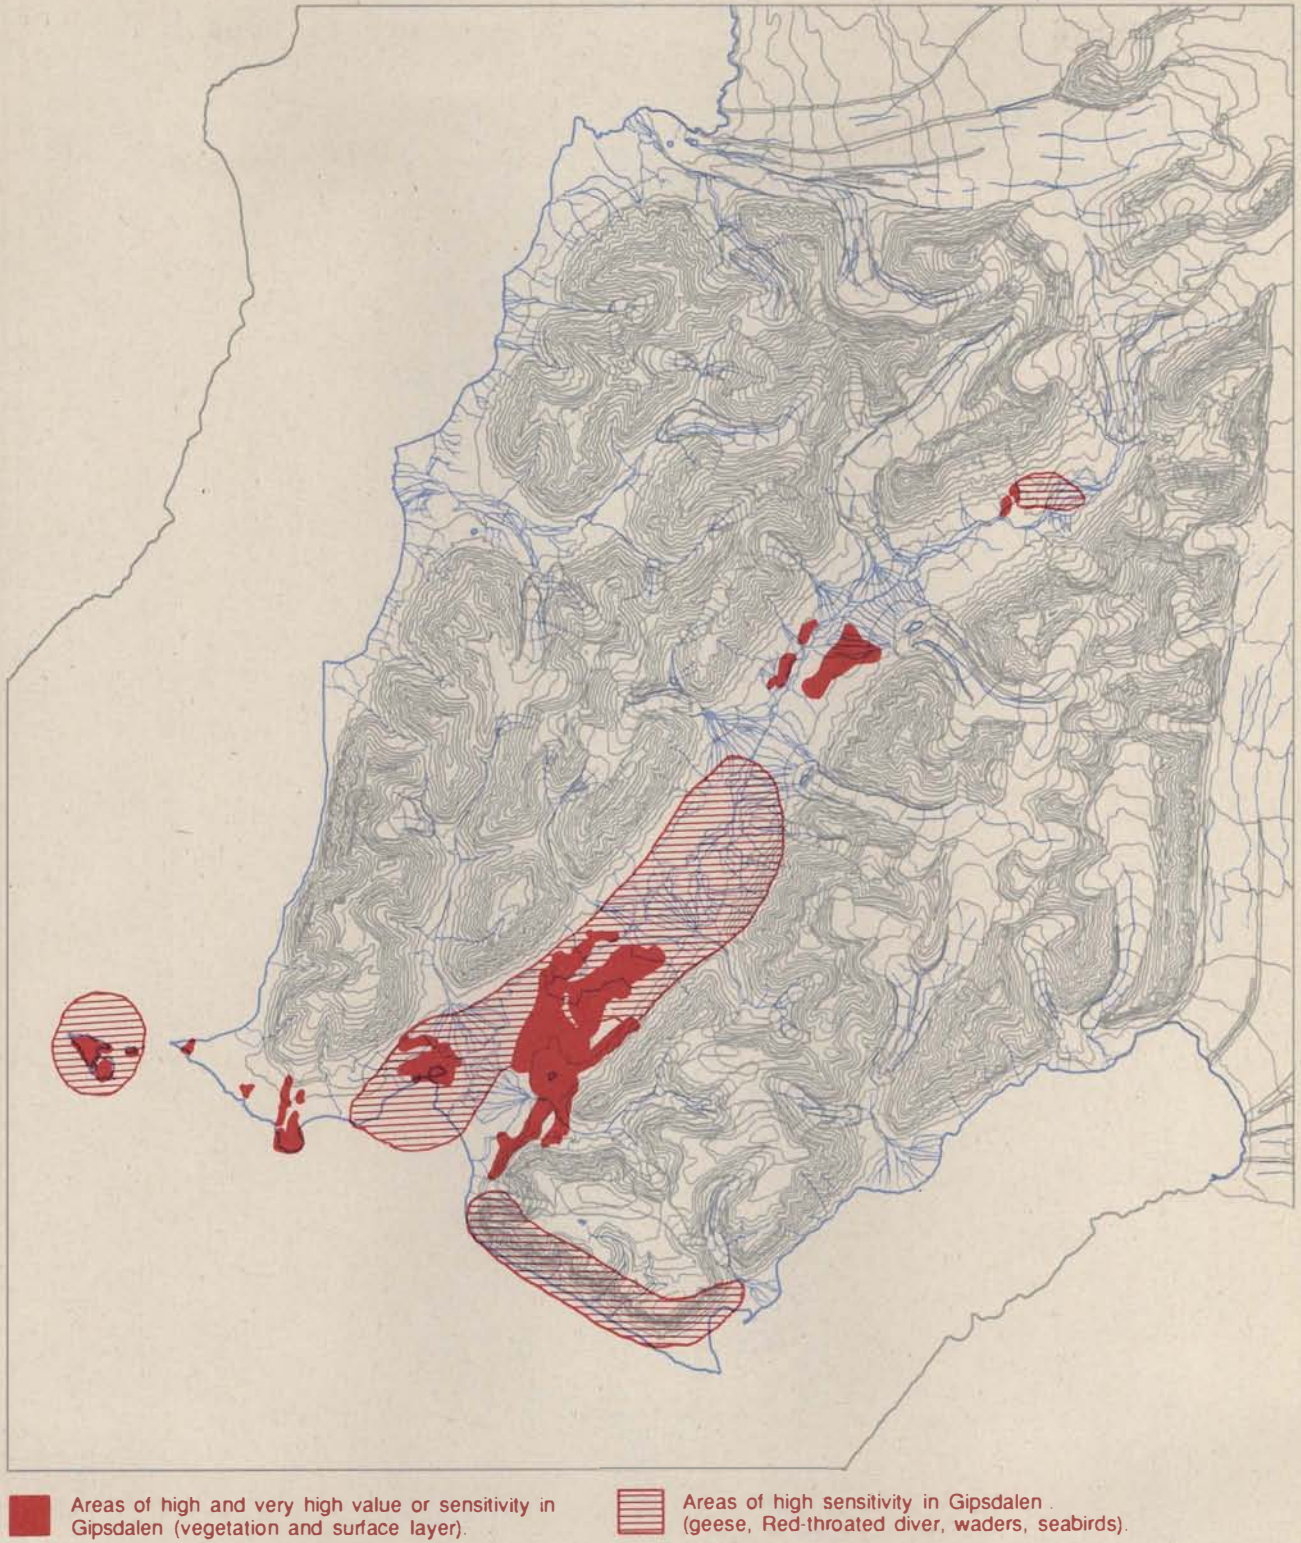 Areas of high and very high value or sensitivity in
Gipsdalen (vegetation and surface layer).
Areas of high sensitivity in Gipsdalen.
(geese, Red-throated diver, waders, seabirds).